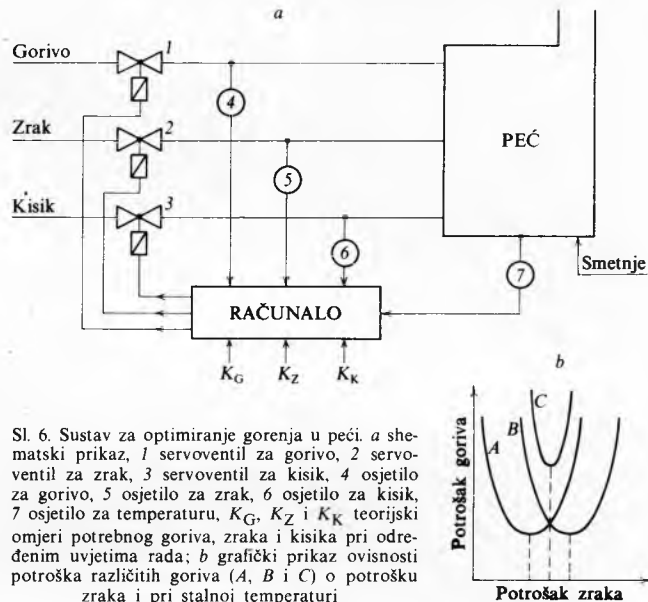 a
Gorivo
1
4
Zrak
2
PEĆ
5
Kisik
3
6
7
Smetnje
RAČUNALO
K_G K_Z K_K
b
Potrošak goriva
A B C
Potrošak zraka
Sl. 6. Sustav za optimiranje gorenja u peći. a she-
matski prikaz, 1 servoventil za gorivo, 2 servo-
ventil za zrak, 3 servoventil za kisik, 4 osjetilo
za gorivo, 5 osjetilo za zrak, 6 osjetilo za kisik,
7 osjetilo za temperaturu, K_G, K_Z i K_K teorijski
omjeri potrebnog goriva, zraka i kisika pri odre-
đenim uvjetima rada; b grafički prikaz ovisnosti
potroška različitih goriva (A, B i C) o potrošku
zraka i pri stalnoj temperaturi